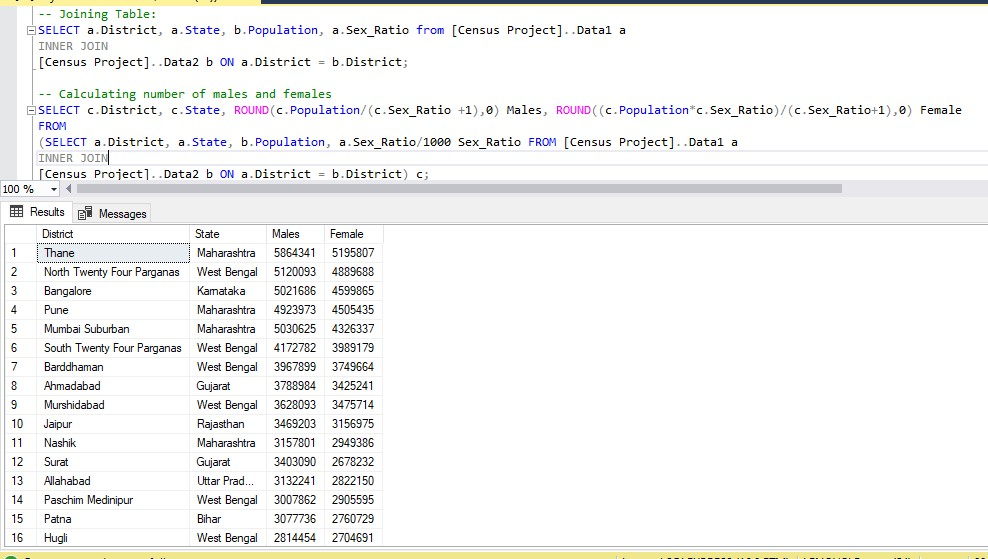 -- Joining Table:
SELECT a.District, a.State, b.Population, a.Sex_Ratio from [Census Project]..Data1 a
INNER JOIN
[Census Project]..Data2 b ON a.District = b.District;
-- Calculating number of males and females
SELECT c.District, c.State, ROUND(c.Population/(c.Sex_Ratio +1),0) Males, ROUND((c.Population*c.Sex_Ratio)/(c.Sex_Ratio+1),0) Female
FROM
(SELECT a.District, a.State, b.Population, a.Sex_Ratio/1000 Sex_Ratio FROM [Census Project]..Data1 a
INNER JOIN
[Census Project]..Data2 b ON a.District = b.District) c;
100 %
Results Messages
District State Males Female
1 Thane Maharashtra 5864341 5195807
2 North Twenty Four Parganas West Bengal 5120093 4889688
3 Bangalore Karnataka 5021686 4599865
4 Pune Maharashtra 4923973 4505435
5 Mumbai Suburban Maharashtra 5030625 4326337
6 South Twenty Four Parganas West Bengal 4172782 3989179
7 Barddhaman West Bengal 3967899 3749664
8 Ahmadabad Gujarat 3788984 3425241
9 Murshidabad West Bengal 3628093 3475714
10 Jaipur Rajasthan 3469203 3156975
11 Nashik Maharashtra 3157801 2949386
12 Surat Gujarat 3403090 2678232
13 Allahabad Uttar Prad... 3132241 2822150
14 Paschim Medinipur West Bengal 3007862 2905595
15 Patna Bihar 3077736 2760729
16 Hugli West Bengal 2814454 2704691